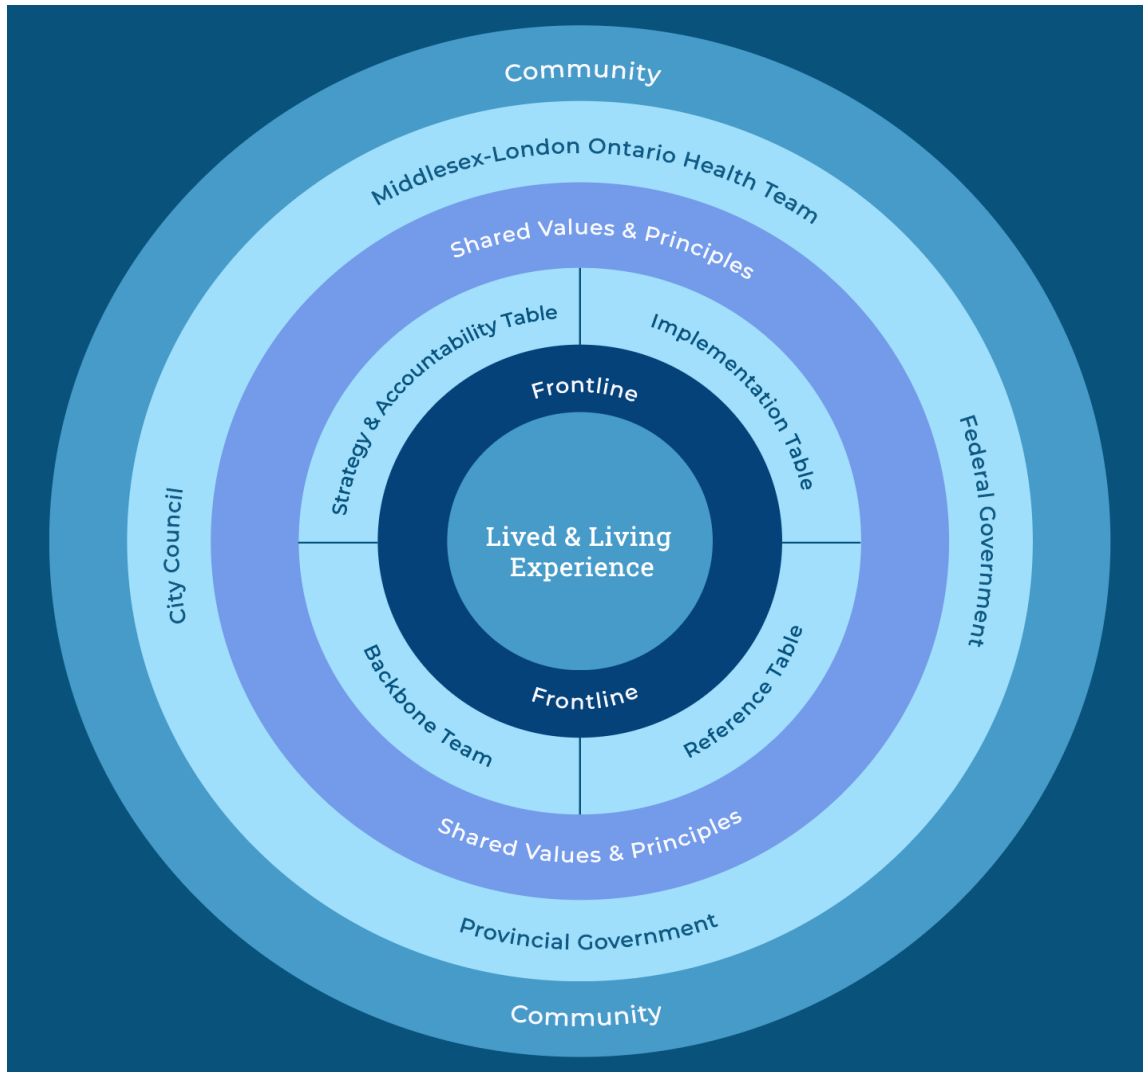 Community
Middlesex-London Ontario Health Team
Shared Values & Principles
Strategy & Accountability Table
Implementation Table
Frontline
City Council
Federal Government
Lived & Living
Experience
Backbone Team
Reference Table
Frontline
Shared Values & Principles
Provincial Government
Community